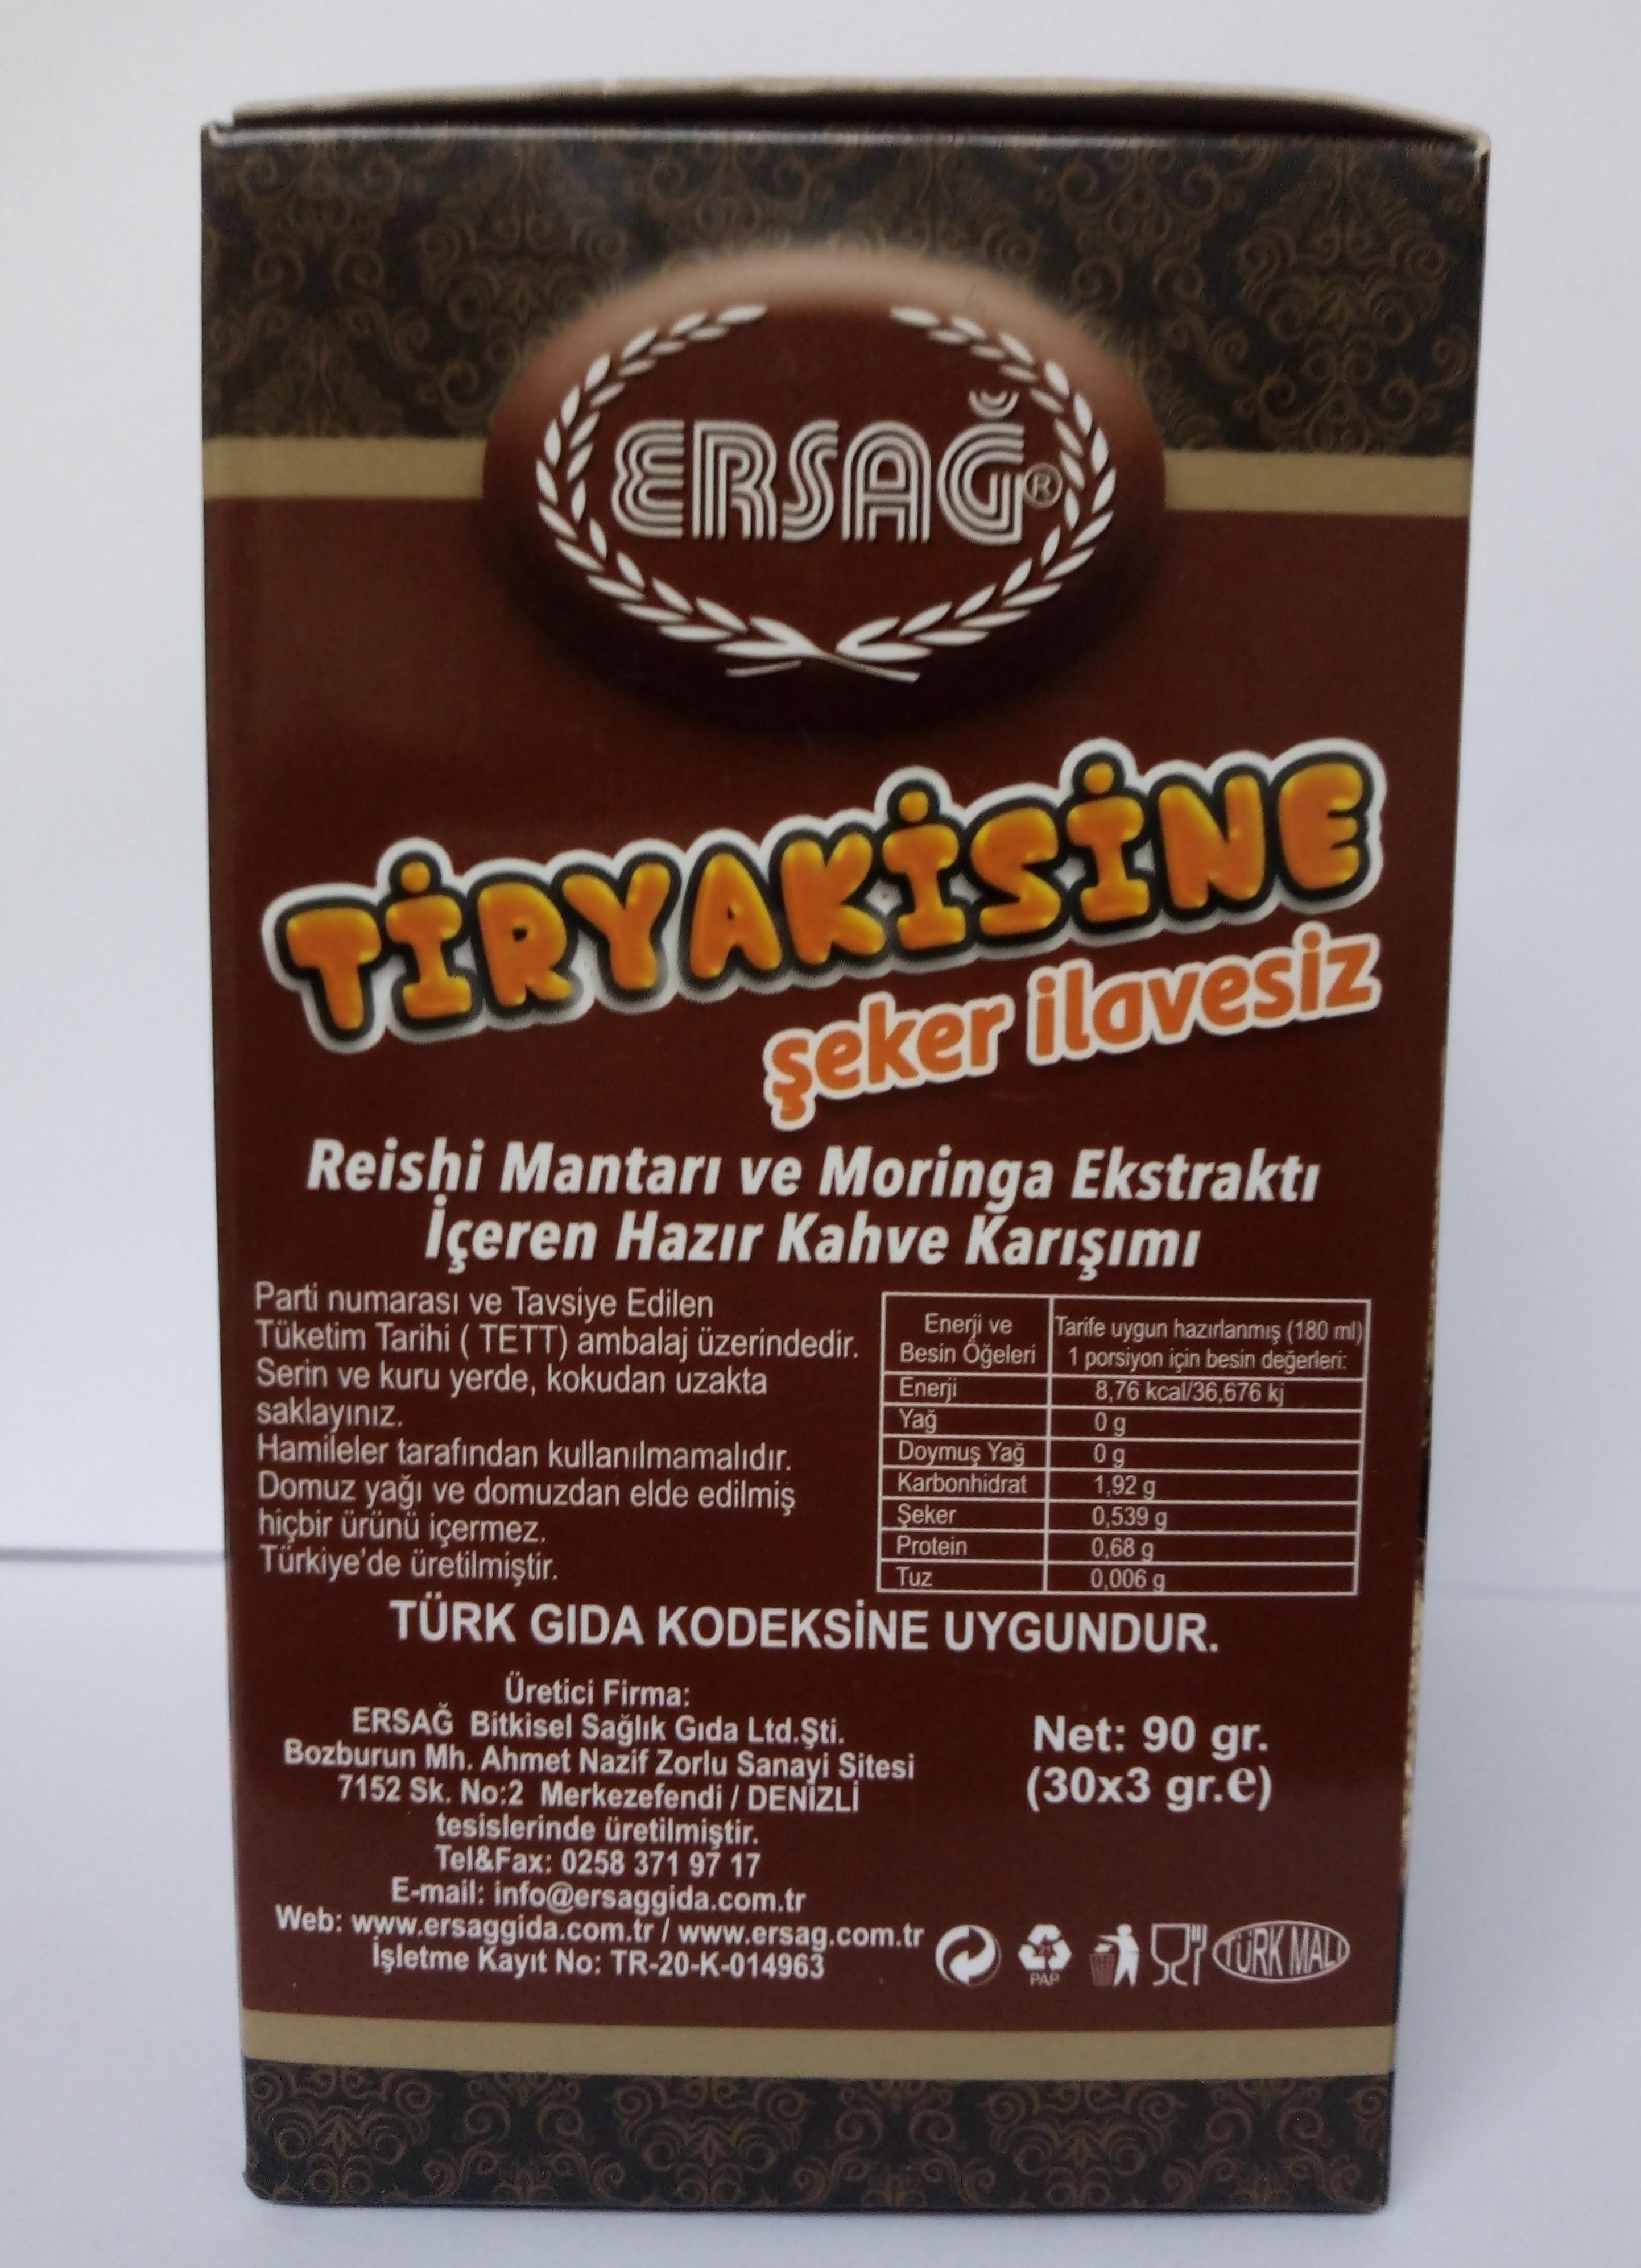 ERSAĞ®
TİRYAKİSİNE
şeker ilavesiz
Reishi Mantarı ve Moringa Ekstraktı
İçeren Hazır Kahve Karışımı
Parti numarası ve Tavsiye Edilen
Tüketim Tarihi ( TETT) ambalaj üzerindedir.
Serin ve kuru yerde, kokudan uzakta
saklayınız.
Hamileler tarafından kullanılmamalıdır.
Domuz yağı ve domuzdan elde edilmiş
hiçbir ürünü içermez.
Türkiye'de üretilmiştir.
Enerji ve Besin Öğeleri
Tarife uygun hazırlanmış (180 ml)
1 porsiyon için besin değerleri:
Enerji 8,76 kcal/36,676 kj
Yağ 0 g
Doymuş Yağ 0 g
Karbonhidrat 1,92 g
Şeker 0,539 g
Protein 0,68 g
Tuz 0,006 g
TÜRK GIDA KODEKSİNE UYGUNDUR.
Üretici Firma:
ERSAĞ Bitkisel Sağlık Gıda Ltd.Şti.
Bozburun Mh. Ahmet Nazif Zorlu Sanayi Sitesi
7152 Sk. No:2 Merkezefendi / DENİZLİ
tesislerinde üretilmiştir.
Tel&Fax: 0258 371 97 17
E-mail: info@ersaggida.com.tr
Web: www.ersaggida.com.tr / www.ersag.com.tr
İşletme Kayıt No: TR-20-K-014963
Net: 90 gr.
(30x3 gr.e)
21
PAP
TÜRK MALI